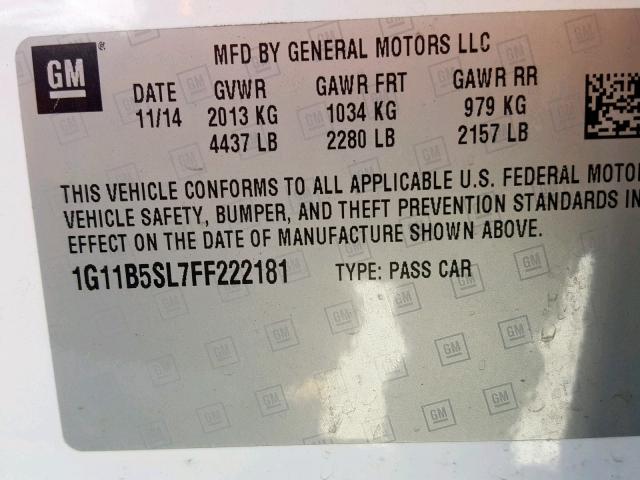 GM ® MFD BY GENERAL MOTORS LLC
DATE GVWR GAWR FRT GAWR RR
11/14 2013 KG 1034 KG 979 KG
4437 LB 2280 LB 2157 LB
THIS VEHICLE CONFORMS TO ALL APPLICABLE U.S. FEDERAL MOTOR
VEHICLE SAFETY, BUMPER, AND THEFT PREVENTION STANDARDS IN
EFFECT ON THE DATE OF MANUFACTURE SHOWN ABOVE.
1G11B5SL7FF222181 TYPE: PASS CAR